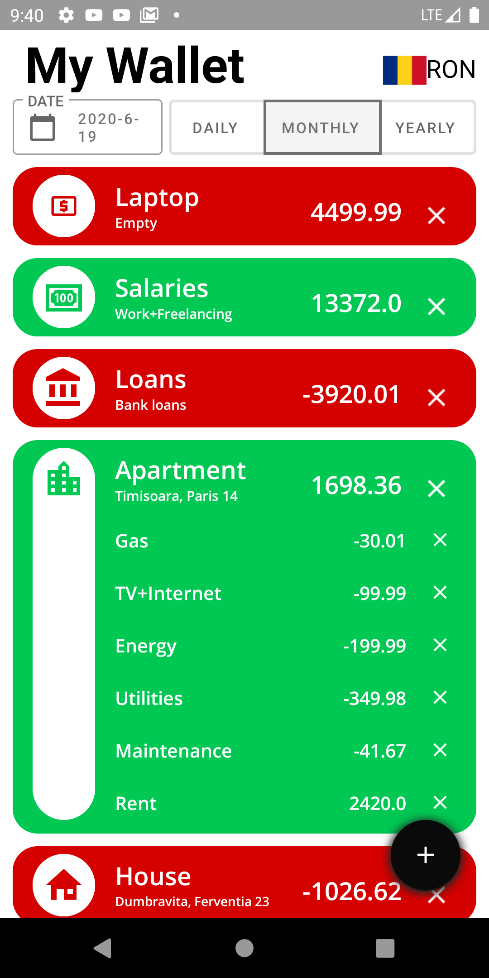 9:40
LTE
My Wallet
RON
DATE
2020-6-
19
DAILY
MONTHLY
YEARLY
Laptop
Empty
4499.99
Salaries
100
Work+Freelancing
13372.0
Loans
Bank loans
-3920.01
Apartment
Timisoara, Paris 14
1698.36
Gas
-30.01
TV+Internet
-99.99
Energy
-199.99
Utilities
-349.98
Maintenance
-41.67
Rent
2420.0
House
Dumbravita, Ferventia 23
-1026.62